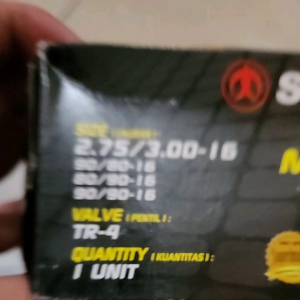 S
SIZE
2.75/3.00-16
90/80-16
80/90-16
90/90-16
M
VALVE (PENTIL):
TR-4
QUANTITY (KUANTITAS):
1 UNIT